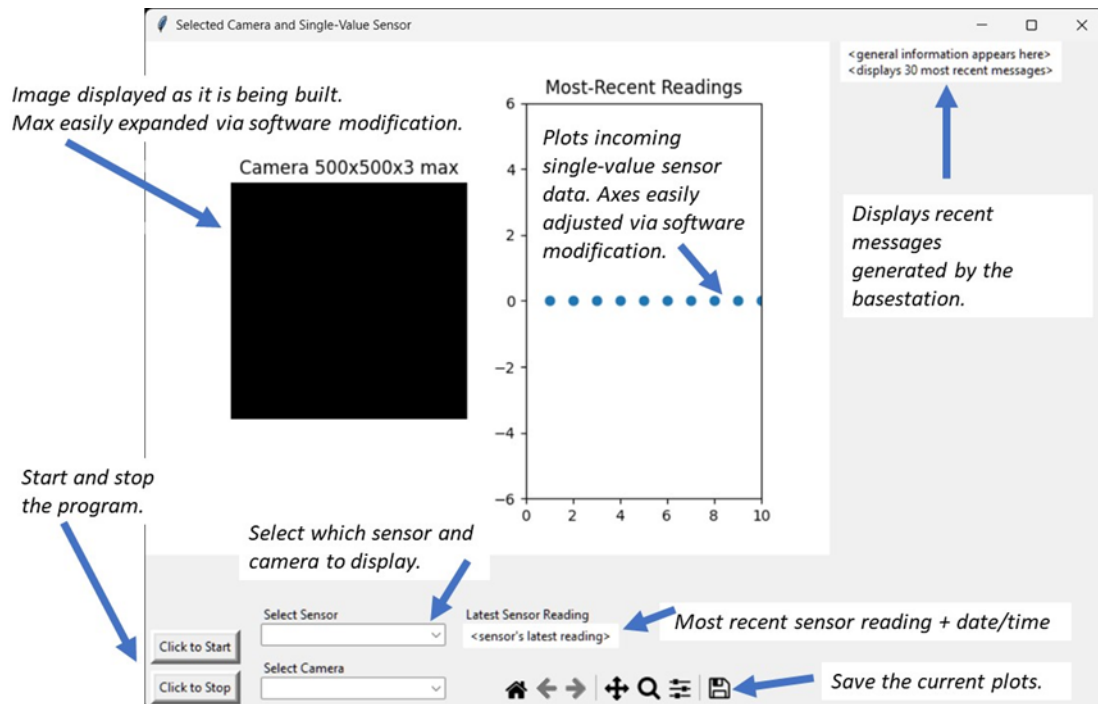 Selected Camera and Single-Value Sensor
<general information appears here>
<displays 30 most recent messages>
Image displayed as it is being built.
Max easily expanded via software modification.
Most-Recent Readings
6
4
2
0
−2
−4
−6
0 2 4 6 8 10
Plots incoming
single-value sensor
data. Axes easily
adjusted via software
modification.
Camera 500x500x3 max
Displays recent
messages
generated by the
basestation.
Start and stop
the program.
Select which sensor and
camera to display.
Select Sensor
Latest Sensor Reading
<sensor's latest reading>
Most recent sensor reading + date/time
Click to Start
Select Camera
Click to Stop
Save the current plots.